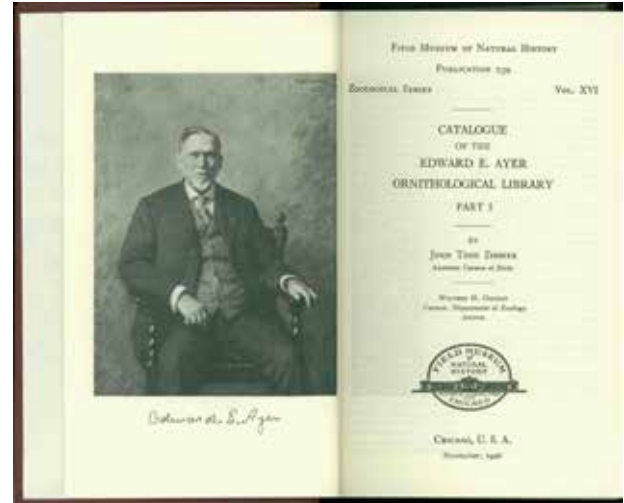 Edward E. Ayer
FIELD MUSEUM OF NATURAL HISTORY
PUBLICATION 239
ZOOLOGICAL SERIES VOL. XVI
CATALOGUE
OF THE
EDWARD E. AYER
ORNITHOLOGICAL LIBRARY
PART I
BY
JOHN TODD ZIMMER
Assistant Curator of Birds
WILFRED H. OSGOOD
Curator, Department of Zoology
EDITOR
FIELD MUSEUM
OF
NATURAL
HISTORY
CHICAGO
CHICAGO, U. S. A.
November, 1926